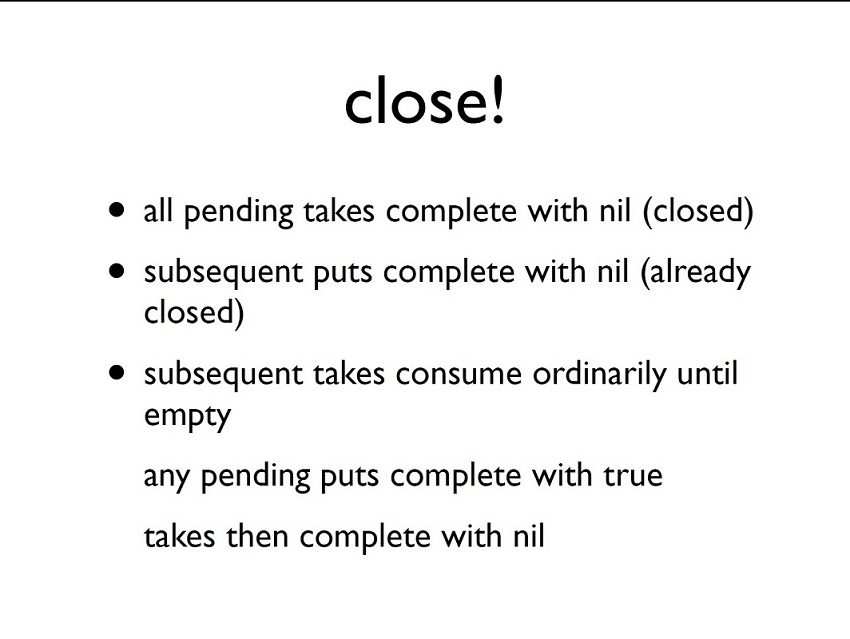 close!
• all pending takes complete with nil (closed)
• subsequent puts complete with nil (already
closed)
• subsequent takes consume ordinarily until
empty
any pending puts complete with true
takes then complete with nil